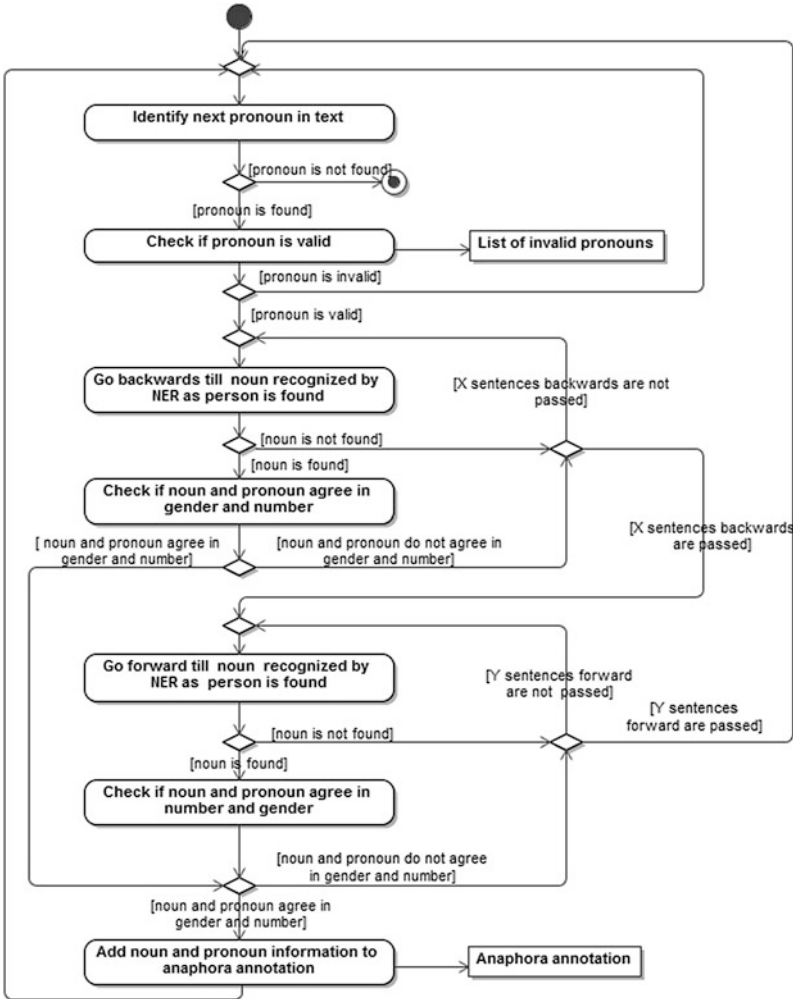 Identify next pronoun in text
[pronoun is not found]
[pronoun is found]
Check if pronoun is valid
List of invalid pronouns
[pronoun is invalid]
[pronoun is valid]
Go backwards till noun recognized by
NER as person is found
[X sentences backwards are not
passed]
[noun is not found]
[noun is found]
Check if noun and pronoun agree in
gender and number
[X sentences backwards
are passed]
[ noun and pronoun agree in
gender and number]
[noun and pronoun do not agree in
gender and number]
Go forward till noun recognized by
NER as person is found
[Y sentences forward
are not passed]
[Y sentences
forward are passed]
[noun is not found]
[noun is found]
Check if noun and pronoun agree in
number and gender
[noun and pronoun do not agree
in gender and number]
[noun and pronoun agree in
gender and number]
Add noun and pronoun information to
anaphora annotation
Anaphora annotation